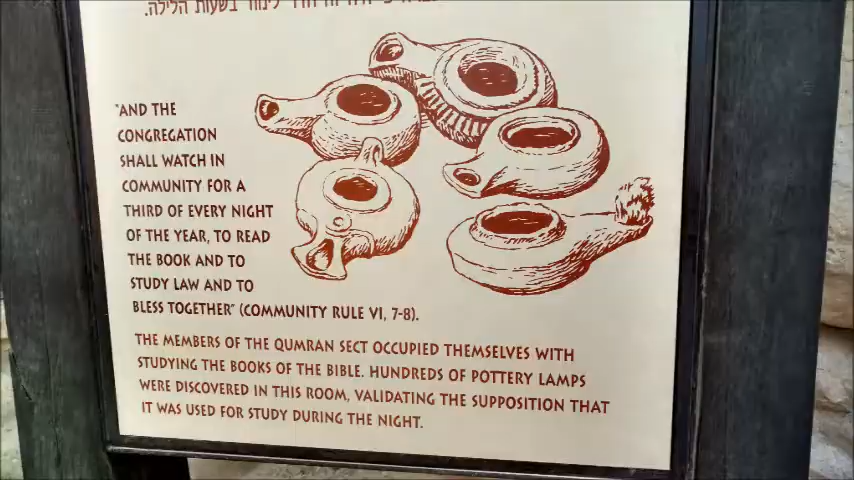 לימוד בשעות הלילה.
"AND THE
CONGREGATION
SHALL WATCH IN
COMMUNITY FOR A
THIRD OF EVERY NIGHT
OF THE YEAR, TO READ
THE BOOK AND TO
STUDY LAW AND TO
BLESS TOGETHER" (COMMUNITY RULE VI, 7-8).
THE MEMBERS OF THE QUMRAN SECT OCCUPIED THEMSELVES WITH
STUDYING THE BOOKS OF THE BIBLE. HUNDREDS OF POTTERY LAMPS
WERE DISCOVERED IN THIS ROOM, VALIDATING THE SUPPOSITION THAT
IT WAS USED FOR STUDY DURING THE NIGHT.